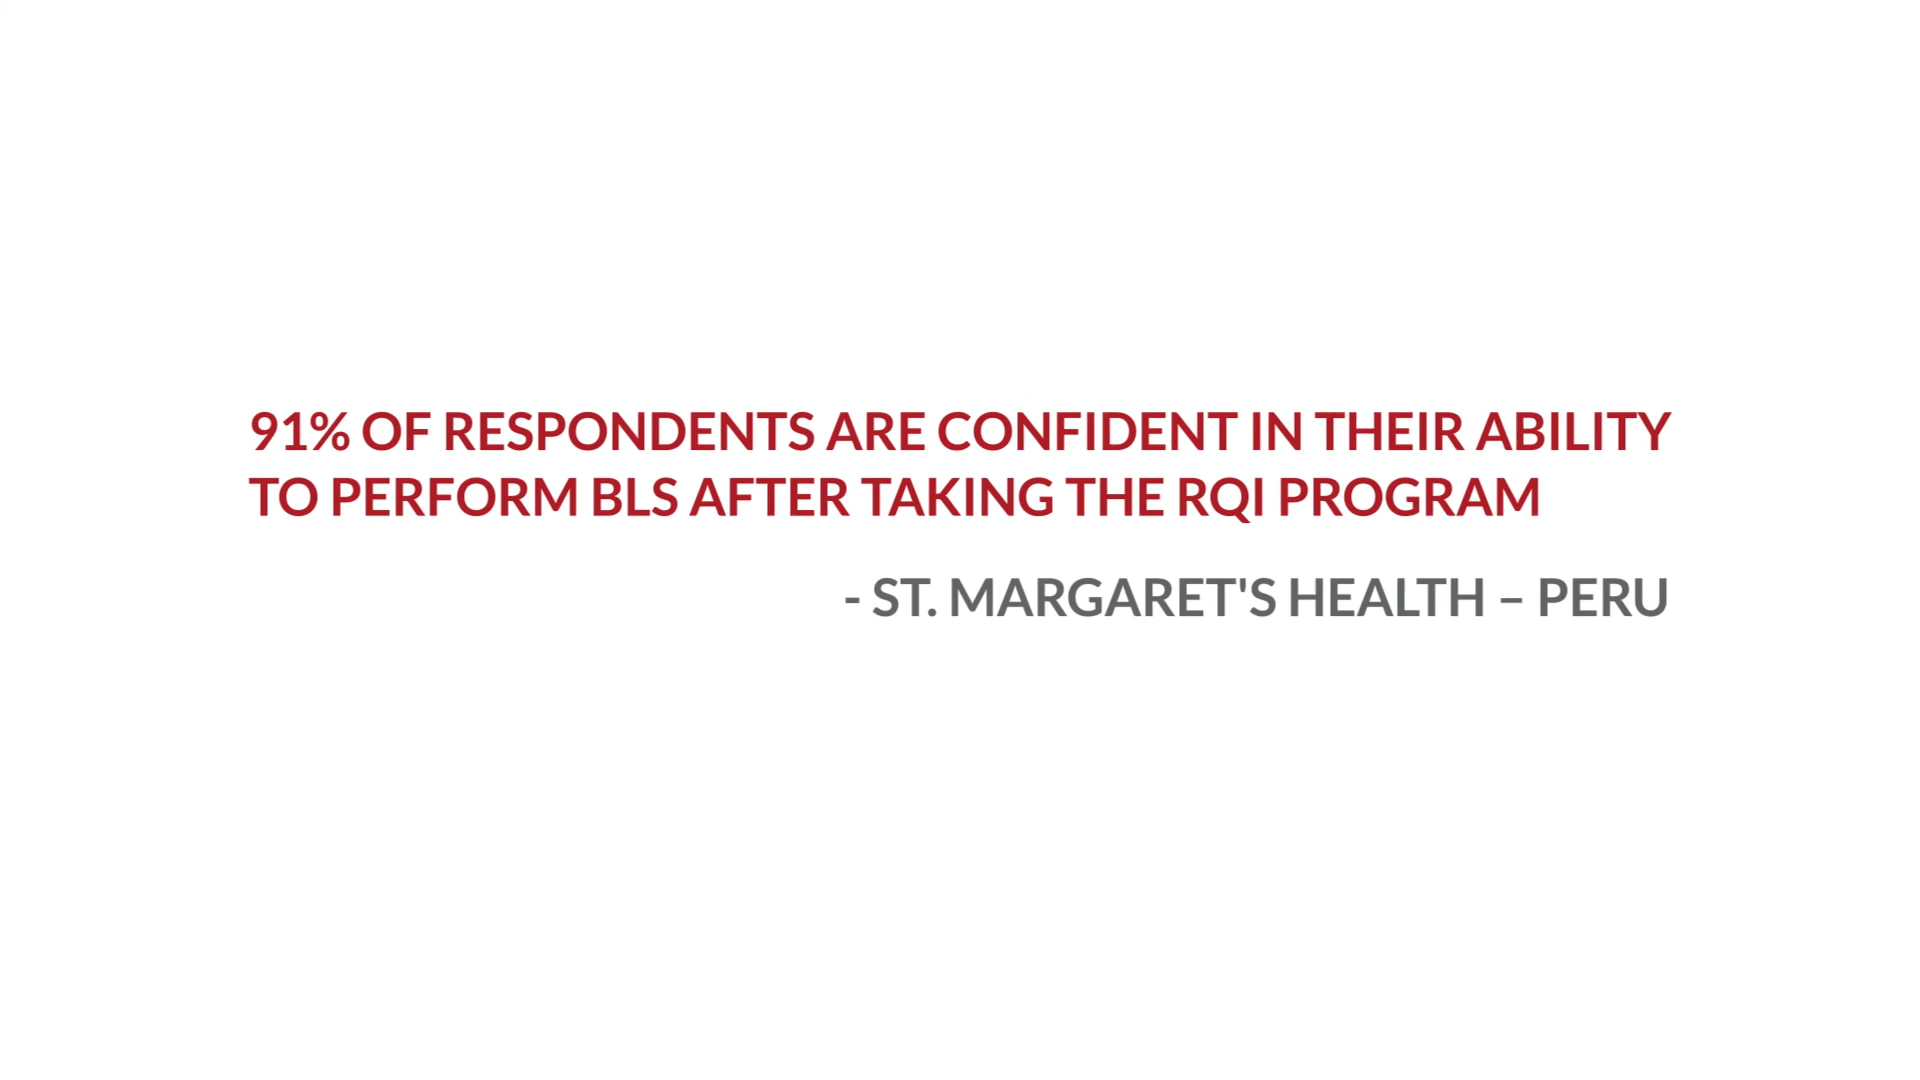 91% OF RESPONDENTS ARE CONFIDENT IN THEIR ABILITY
TO PERFORM BLS AFTER TAKING THE RQI PROGRAM
- ST. MARGARET'S HEALTH – PERU